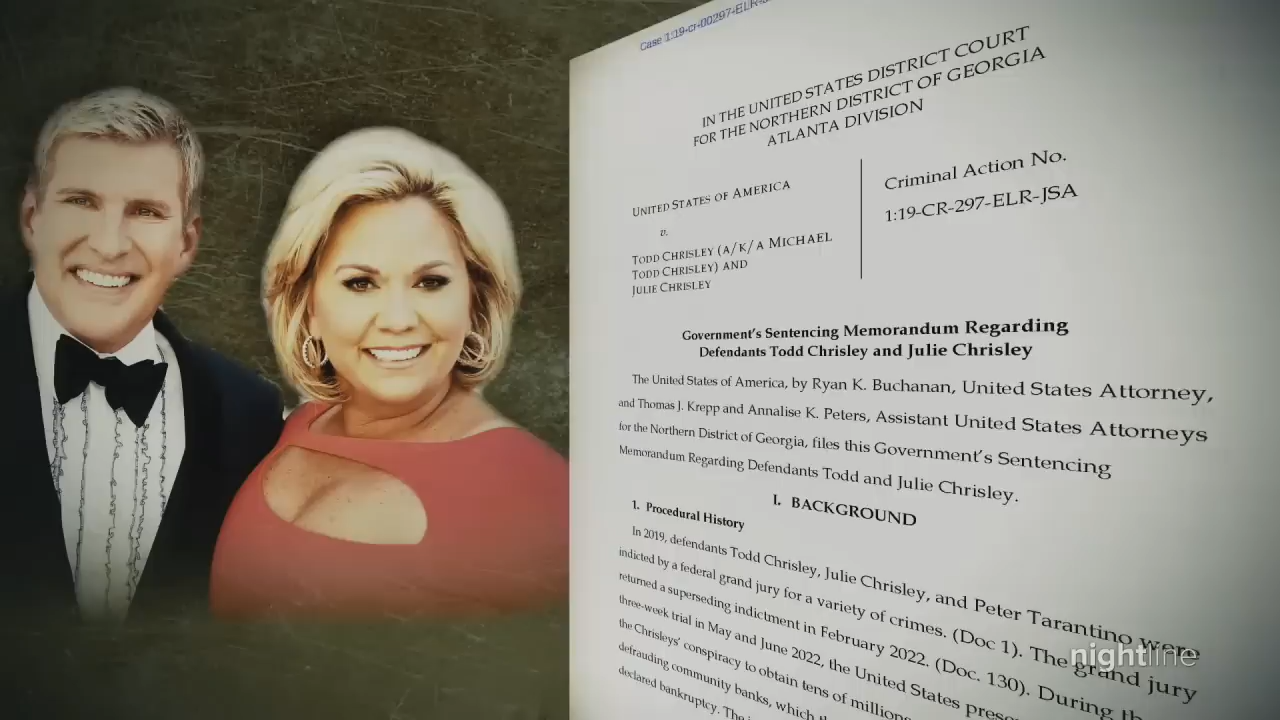 Case 1:19-cr-00297-ELR-
IN THE UNITED STATES DISTRICT COURT
FOR THE NORTHERN DISTRICT OF GEORGIA
ATLANTA DIVISION
UNITED STATES OF AMERICA
v.
TODD CHRISLEY (A/K/A MICHAEL
TODD CHRISLEY) AND
JULIE CHRISLEY
Criminal Action No.
1:19-CR-297-ELR-JSA
Government's Sentencing Memorandum Regarding
Defendants Todd Chrisley and Julie Chrisley
The United States of America, by Ryan K. Buchanan, United States Attorney,
and Thomas J. Krepp and Annalise K. Peters, Assistant United States Attorneys
for the Northern District of Georgia, files this Government's Sentencing
Memorandum Regarding Defendants Todd and Julie Chrisley.
I. BACKGROUND
1. Procedural History
In 2019, defendants Todd Chrisley, Julie Chrisley, and Peter Tarantino were
indicted by a federal grand jury for a variety of crimes. (Doc 1). The grand jury
returned a superseding indictment in February 2022. (Doc. 130). During
three-week trial in May and June 2022, the United States
the Chrisleys' conspiracy to obtain tens of millions
defrauding community banks, which
declared bankruptcy.
nightline